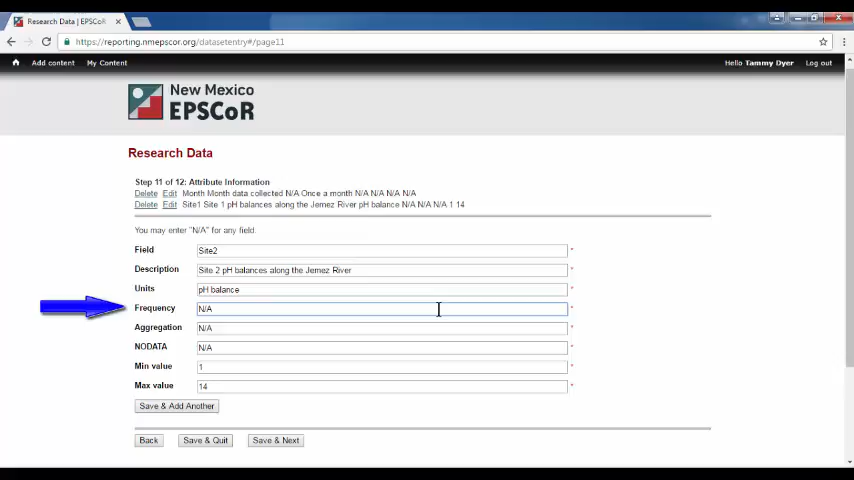 Research Data | EPSCoR
https://reporting.nmepscor.org/datasetentry#/page11
Add content My Content Hello Tammy Dyer Log out
New Mexico
EPSCoR
Research Data
Step 11 of 12: Attribute Information
Delete Edit Month Month data collected N/A Once a month N/A N/A N/A N/A
Delete Edit Site1 Site 1 pH balances along the Jemez River pH balance N/A N/A N/A 1 14
You may enter "N/A" for any field.
Field Site2 *
Description Site 2 pH balances along the Jemez River *
Units pH balance *
Frequency N/A *
Aggregation N/A *
NODATA N/A *
Min value 1 *
Max value 14 *
Save & Add Another
Back Save & Quit Save & Next